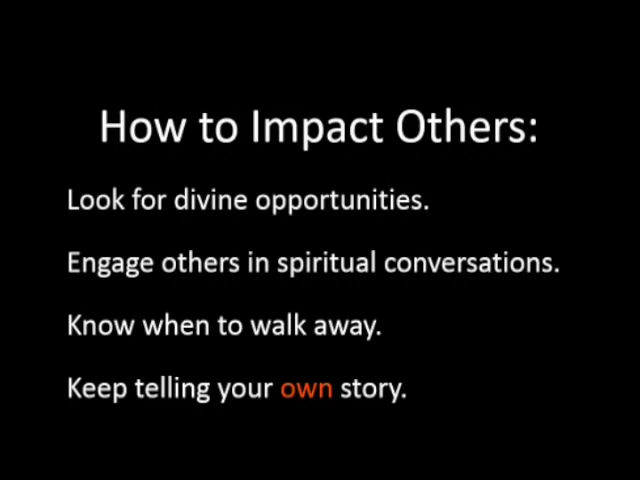 How to Impact Others:
Look for divine opportunities.
Engage others in spiritual conversations.
Know when to walk away.
Keep telling your own story.